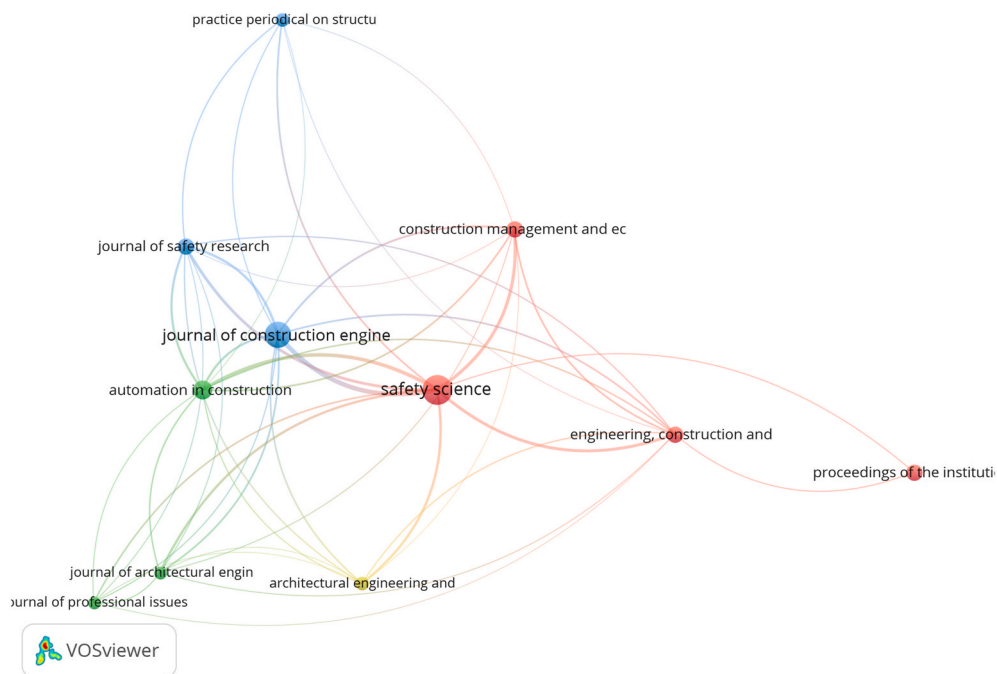 practice periodical on structu
construction management and ec
journal of safety research
journal of construction engine
automation in construction
safety science
engineering, construction and
proceedings of the instituti
journal of architectural engin
architectural engineering and
ournal of professional issues
VOSviewer